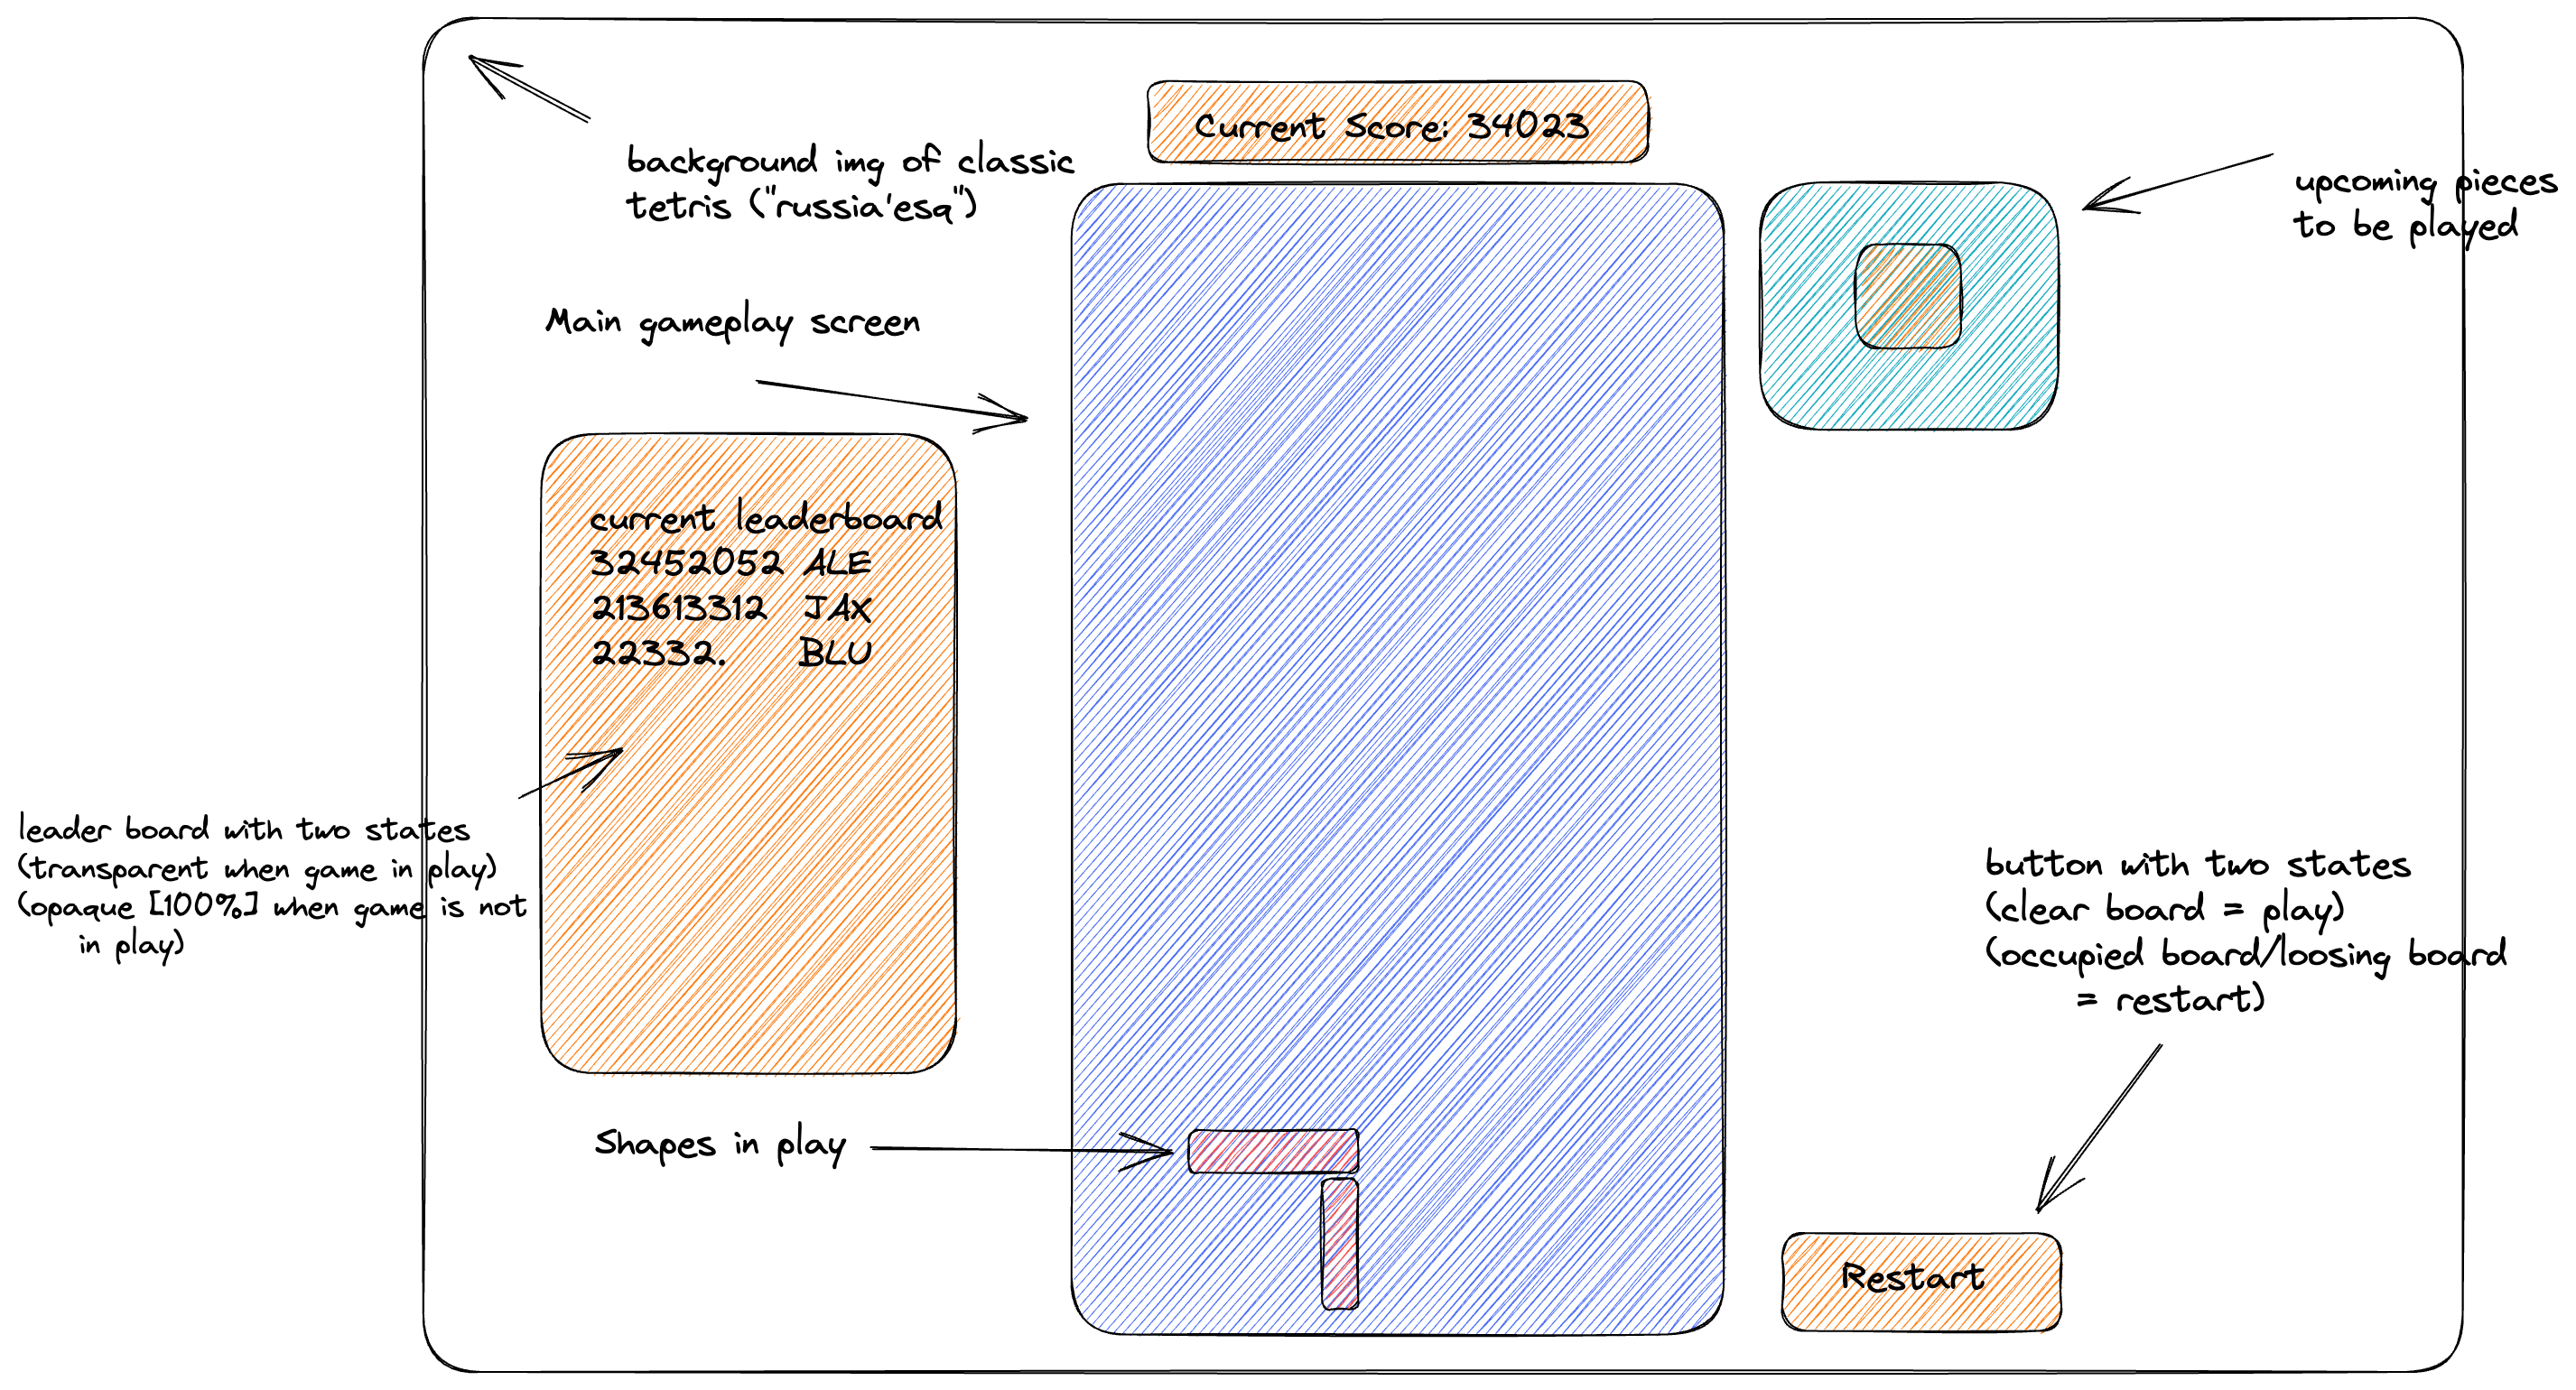 Current Score: 34023
background img of classic
tetris ("russia'esq")
upcoming pieces
to be played
Main gameplay screen
current leaderboard
32452052 ALE
213613312 JAX
22332. BLU
leader board with two states
(transparent when game in play)
(opaque [100%] when game is not
in play)
button with two states
(clear board = play)
(occupied board/loosing board
= restart)
Shapes in play
Restart